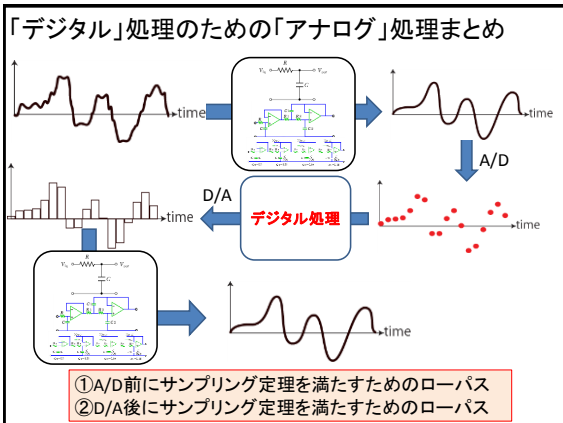 「デジタル」処理のための「アナログ」処理まとめ
R
C
time
time
A/D
D/A
デジタル処理
time
time
R
C
time
①A/D前にサンプリング定理を満たすためのローパス
②D/A後にサンプリング定理を満たすためのローパス